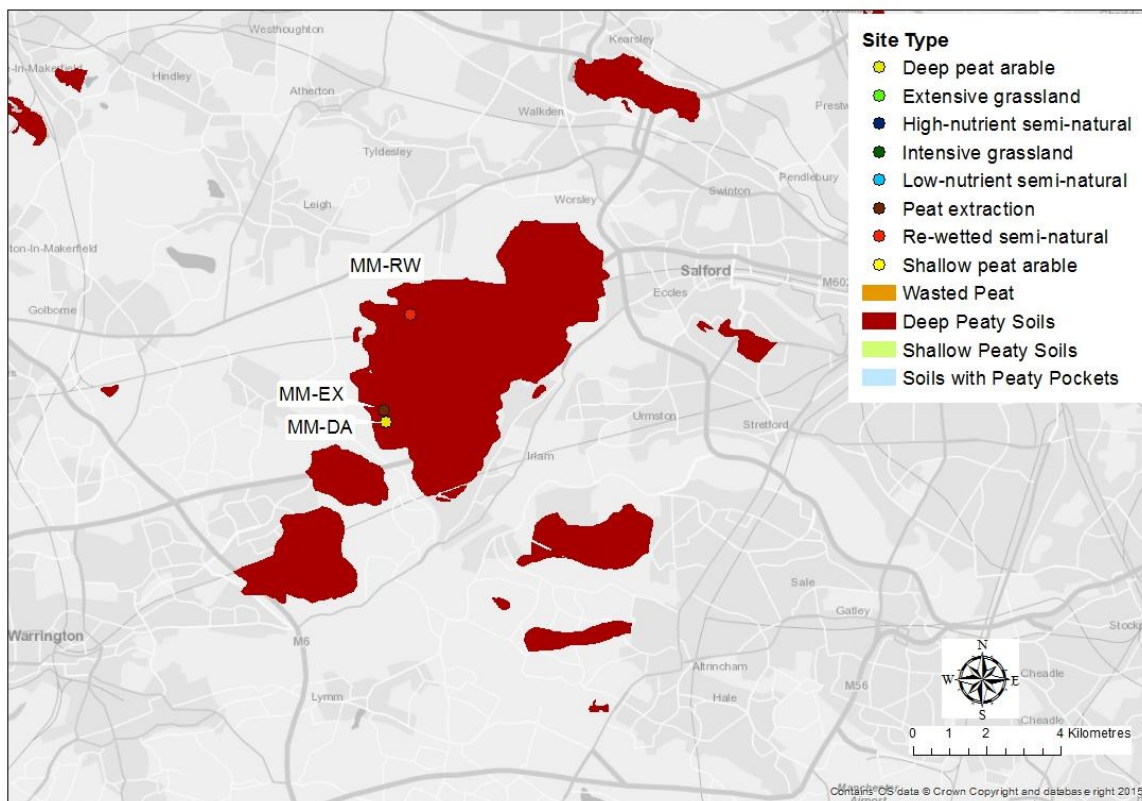 Westhoughton
Kearsley
Hindley
Atherton
Walkden
Tyldesley
Pendlebury
Swinton
Worsley
Leigh
MM-RW
Salford
M602
Eccles
Golborne
MM-EX
MM-DA
Urmston
Stretford
Irlam
Sale
Gatley
Warrington
M6
Altrincham
Cheadle
Lymm
Hale
M56
Cheadle
Site Type
Deep peat arable
Extensive grassland
High-nutrient semi-natural
Intensive grassland
Low-nutrient semi-natural
Peat extraction
Re-wetted semi-natural
Shallow peat arable
Wasted Peat
Deep Peaty Soils
Shallow Peaty Soils
Soils with Peaty Pockets
N
W E
S
0 1 2 4 Kilometres
Manchester
Airport
Contains OS data © Crown Copyright and database right 2015